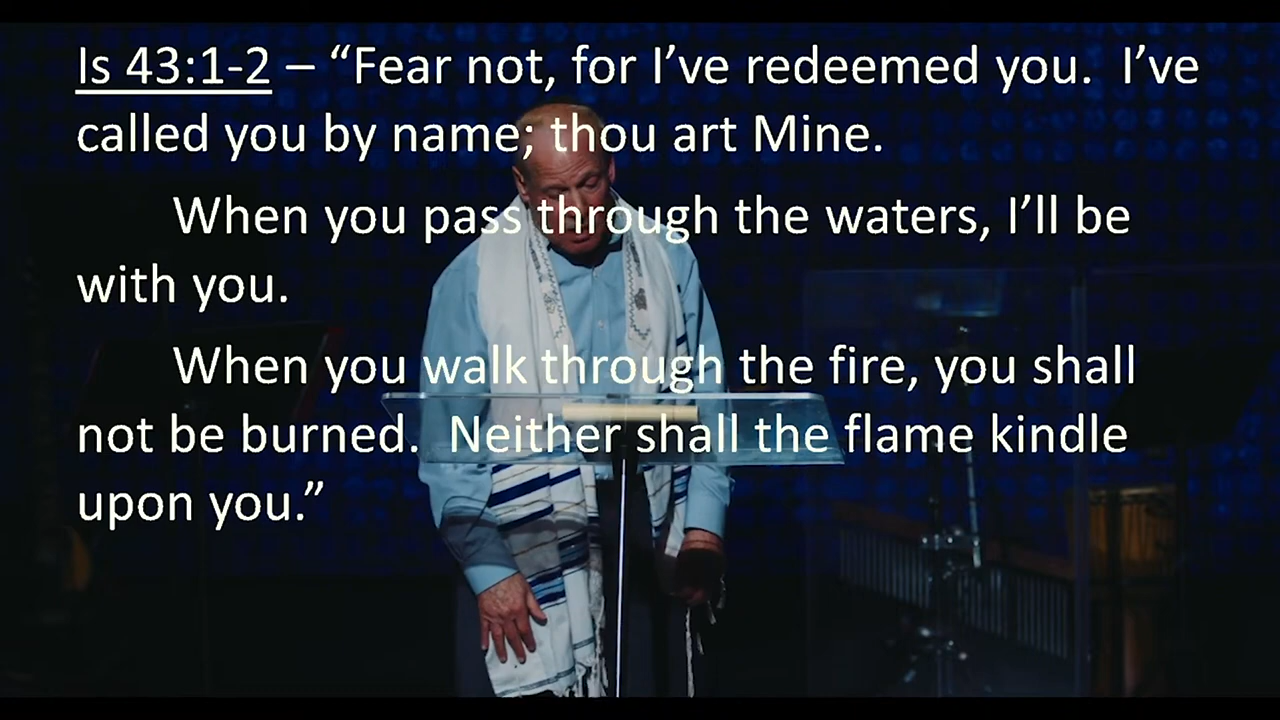 Is 43:1-2 – “Fear not, for I’ve redeemed you.  I’ve
called you by name; thou art Mine.
When you pass through the waters, I’ll be
with you.
When you walk through the fire, you shall
not be burned.  Neither shall the flame kindle
upon you.”